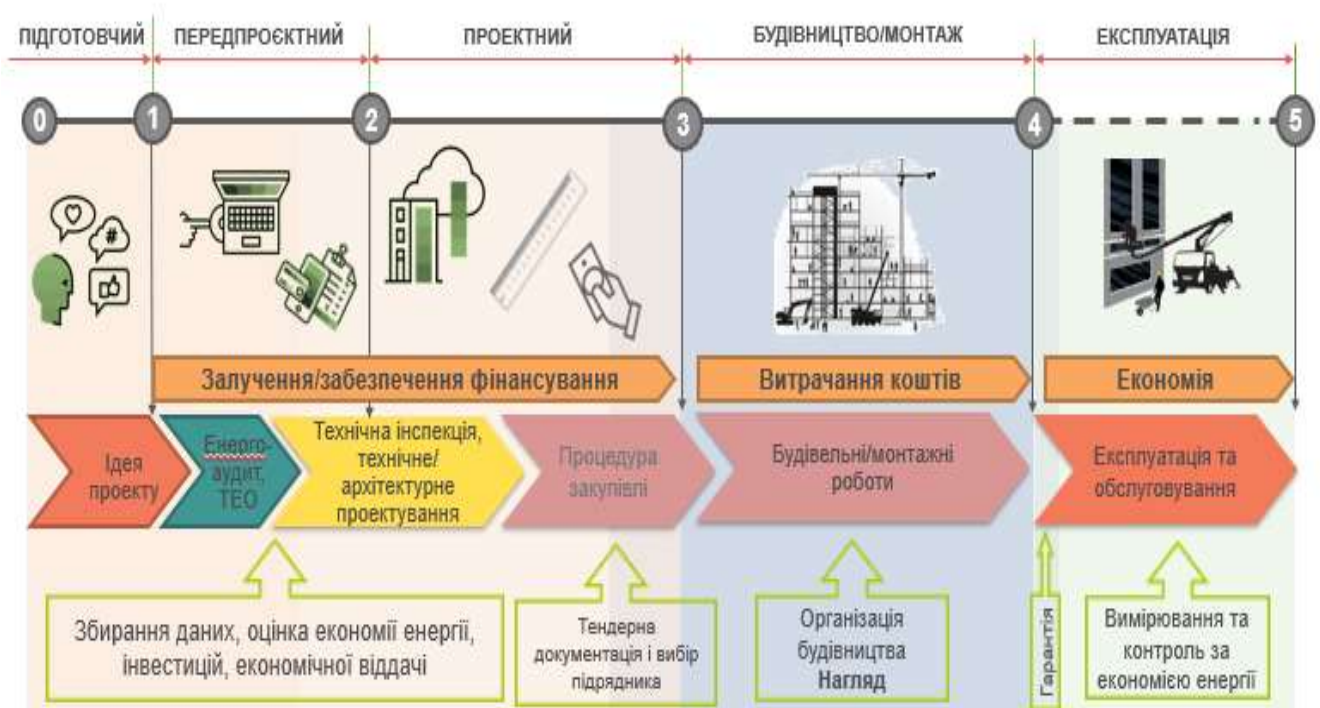 ПІДГОТОВЧИЙ
ПЕРЕДПРОЄКТНИЙ
ПРОЕКТНИЙ
БУДІВНИЦТВО/МОНТАЖ
ЕКСПЛУАТАЦІЯ
0
1
2
3
4
5
#
Залучення/забезпечення фінансування
Витрачання коштів
Економія
Ідея
проекту
Енерго-
аудит,
ТЕО
Технічна інспекція,
технічне/
архітектурне
проектування
Процедура
закупівлі
Будівельні/монтажні
роботи
Експлуатація та
обслуговування
Збирання даних, оцінка економії енергії,
інвестицій, економічної віддачі
Тендерна
документація і вибір
підрядника
Організація
будівництва
Нагляд
Гарантія
Вимірювання та
контроль за
економією енергії